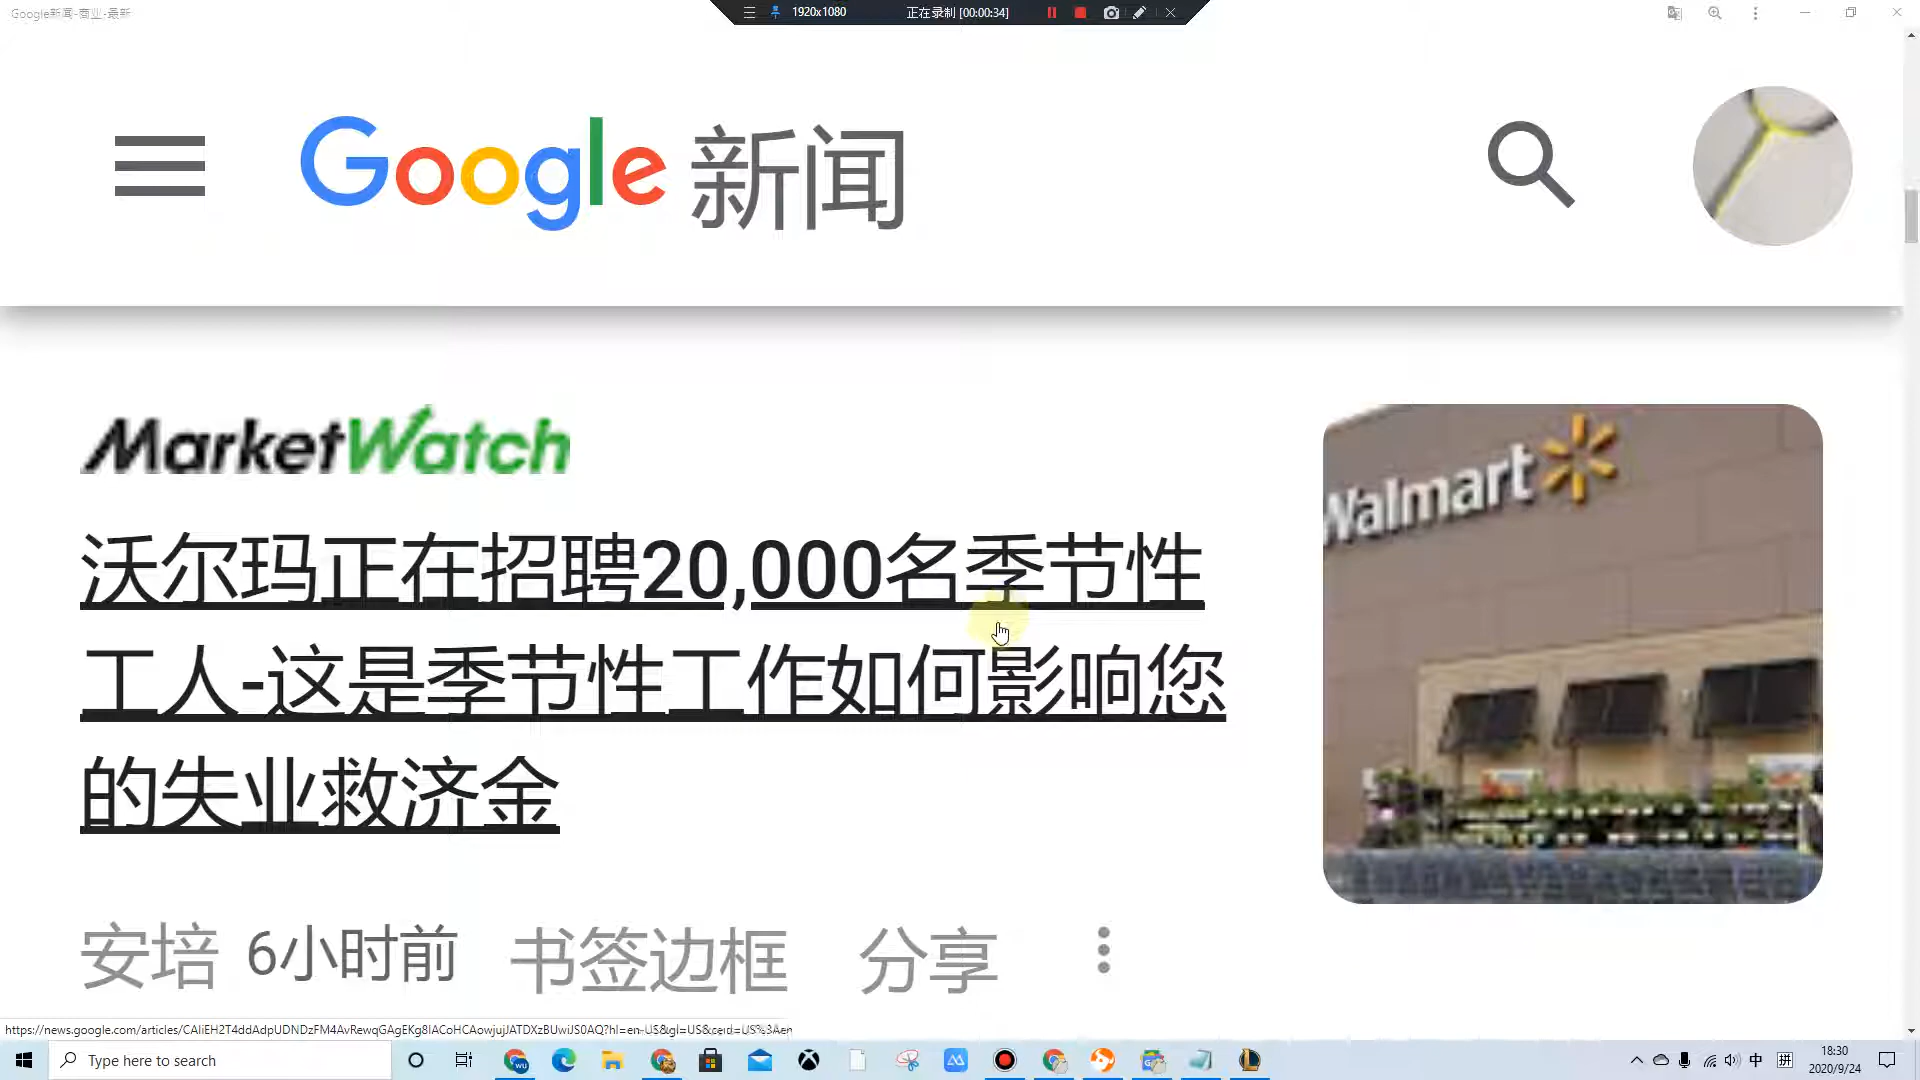 Google新闻-商业-最新
1920x1080
正在录制 [00:00:34]
Google 新闻
MarketWatch
沃尔玛正在招聘20,000名季节性
工人-这是季节性工作如何影响您
的失业救济金
Walmart
安培 6小时前 书签边框 分享
Type here to search
中
拼
18:30
2020/9/24